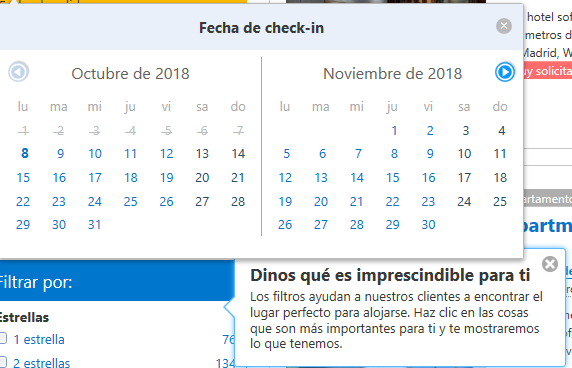 Fecha de check-in
Octubre de 2018
lu ma mi ju vi sa do
1 2 3 4 5 6 7
8 9 10 11 12 13 14
15 16 17 18 19 20 21
22 23 24 25 26 27 28
29 30 31
Noviembre de 2018
lu ma mi ju vi sa do
1 2 3 4
5 6 7 8 9 10 11
12 13 14 15 16 17 18
19 20 21 22 23 24 25
26 27 28 29 30
hotel
metros d
Madrid, W
uy solicita
artamento
partm
Filtrar por:
Estrellas
1 estrella 76
2 estrellas 134
Dinos qué es imprescindible para ti
Los filtros ayudan a nuestros clientes a encontrar el
lugar perfecto para alojarse. Haz clic en las cosas
que son más importantes para ti y te mostraremos
lo que tenemos.